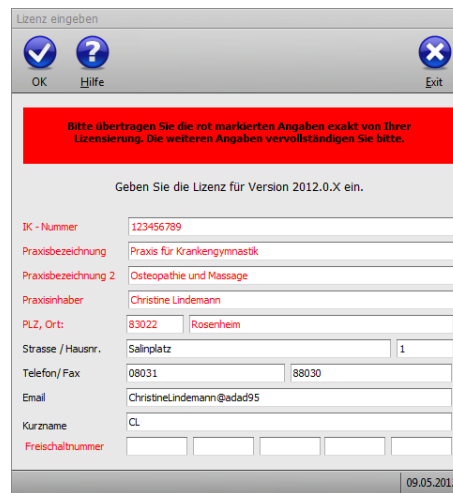 Lizenz eingeben
OK Hilfe Exit
Bitte übertragen Sie die rot markierten Angaben exakt von Ihrer
Lizensierung. Die weiteren Angaben vervollständigen Sie bitte.
Geben Sie die Lizenz für Version 2012.0.X ein.
IK - Nummer 123456789
Praxisbezeichnung Praxis für Krankengymnastik
Praxisbezeichnung 2 Osteopathie und Massage
Praxisinhaber Christine Lindemann
PLZ, Ort: 83022 Rosenheim
Strasse / Hausnr. Salinplatz 1
Telefon/ Fax 08031 88030
Email ChristineLindemann@adad95
Kurzname CL
Freischaltnummer